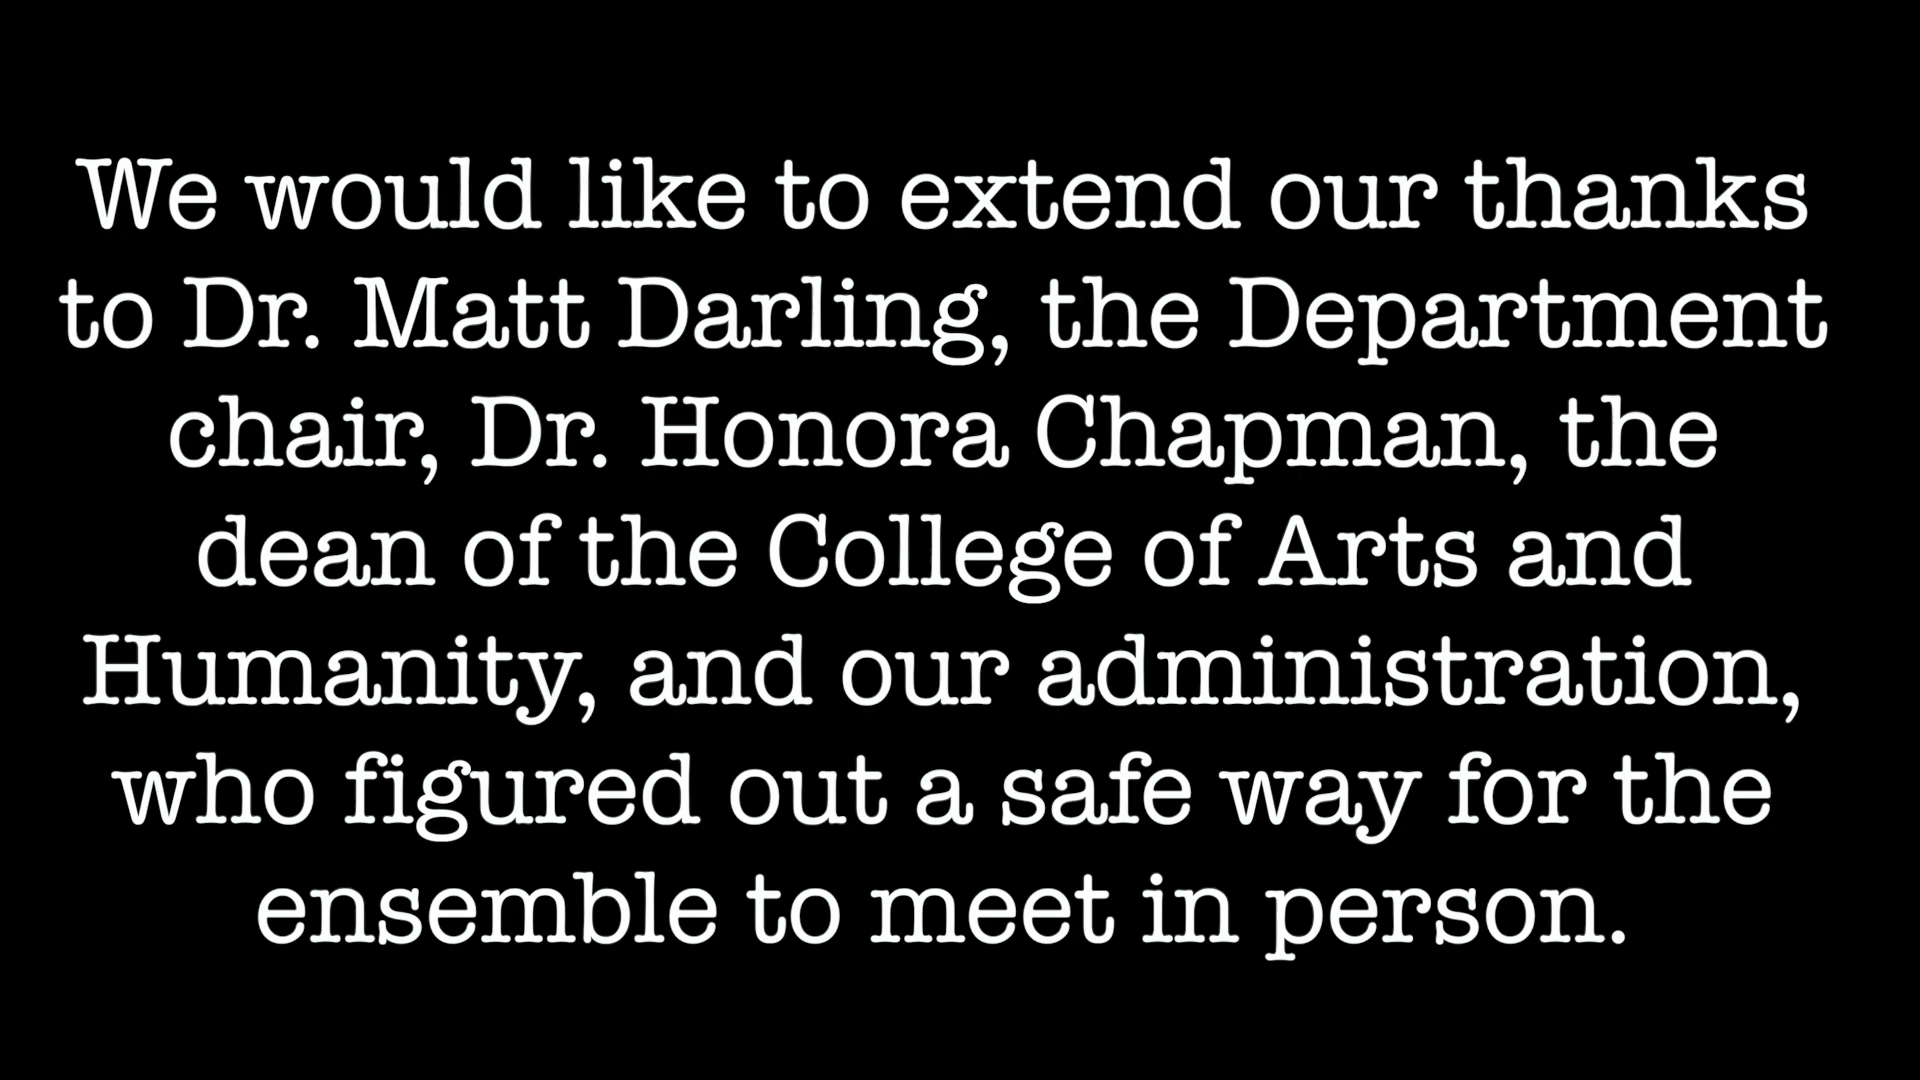 We would like to extend our thanks
to Dr. Matt Darling, the Department
chair, Dr. Honora Chapman, the
dean of the College of Arts and
Humanity, and our administration,
who figured out a safe way for the
ensemble to meet in person.